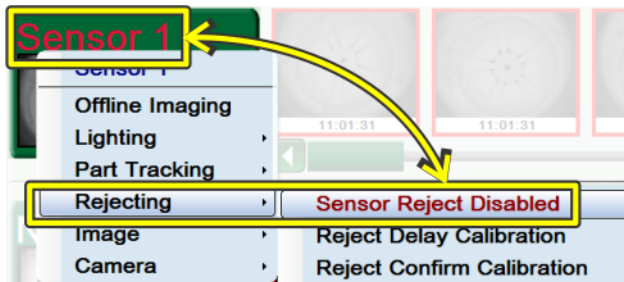 Sensor 1
Sensor 1
Offline Imaging
Lighting
11:01:31 11:01:31
Part Tracking
Rejecting Sensor Reject Disabled
Image Reject Delay Calibration
Camera Reject Confirm Calibration